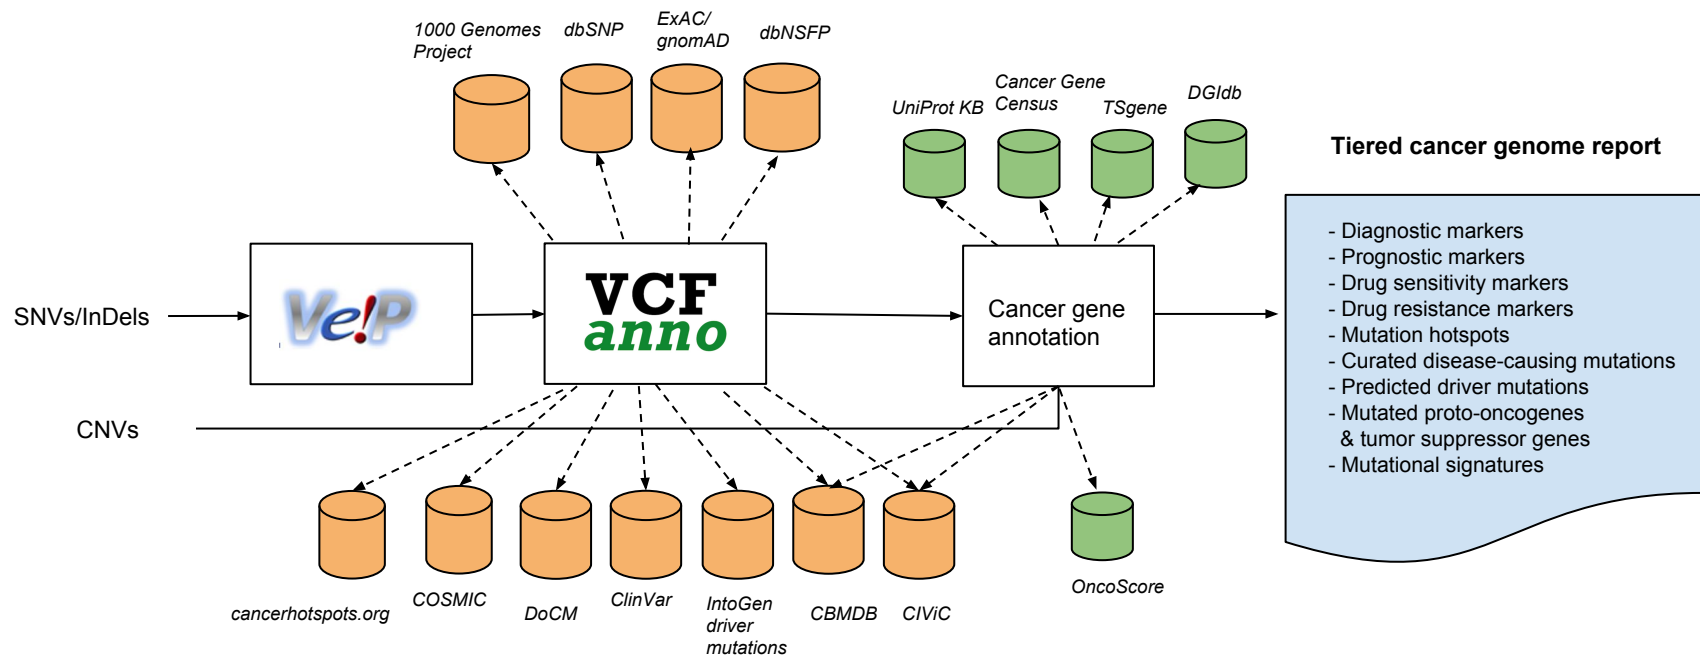 1000 Genomes
Project
dbSNP
ExAC/
gnomAD
dbNSFP
UniProt KB
Cancer Gene
Census
TSgene
DGIdb
Tiered cancer genome report
SNVs/InDels
Ve!P
VCF
anno
Cancer gene
annotation
- Diagnostic markers
- Prognostic markers
- Drug sensitivity markers
- Drug resistance markers
- Mutation hotspots
- Curated disease-causing mutations
- Predicted driver mutations
- Mutated proto-oncogenes
& tumor suppressor genes
- Mutational signatures
CNVs
cancerhotspots.org
COSMIC
DoCM
ClinVar
IntoGen
driver
mutations
CBMDB
CIViC
OncoScore